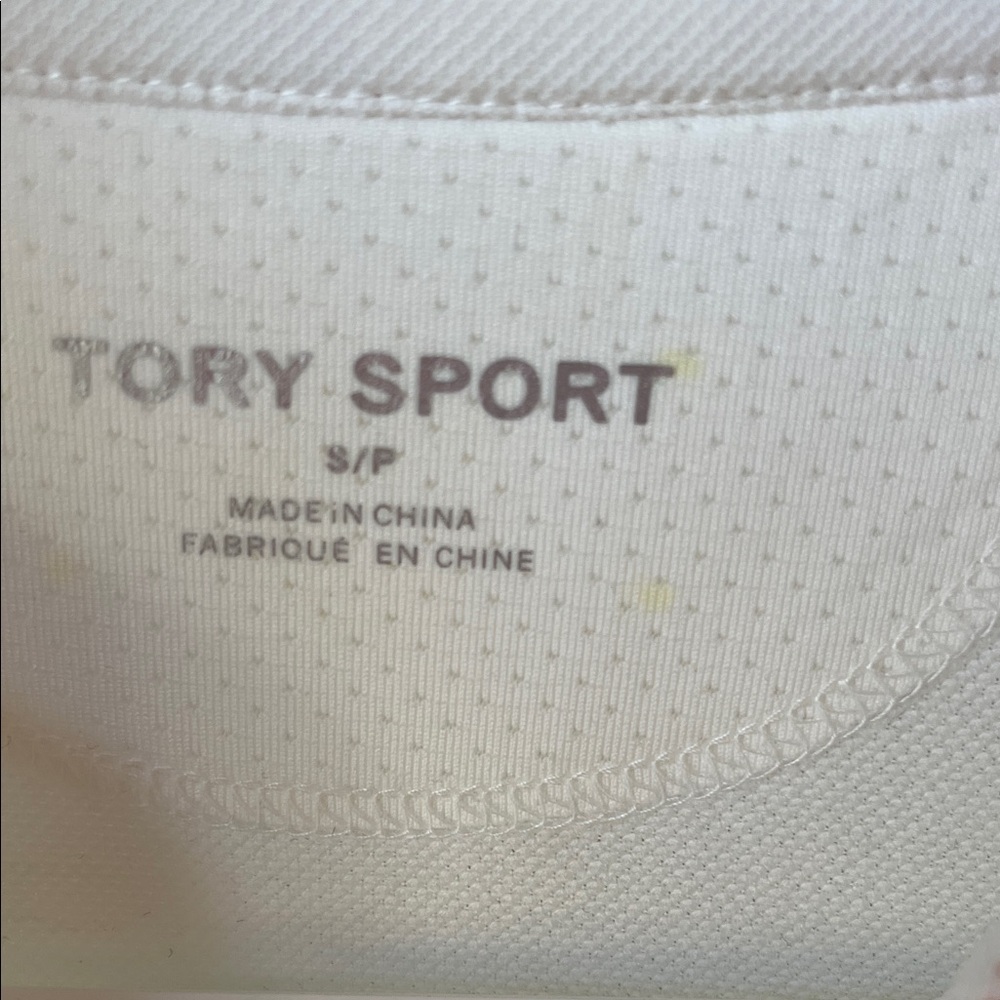 TORY SPORT
S/P
MADE IN CHINA
FABRIQUÉ EN CHINE